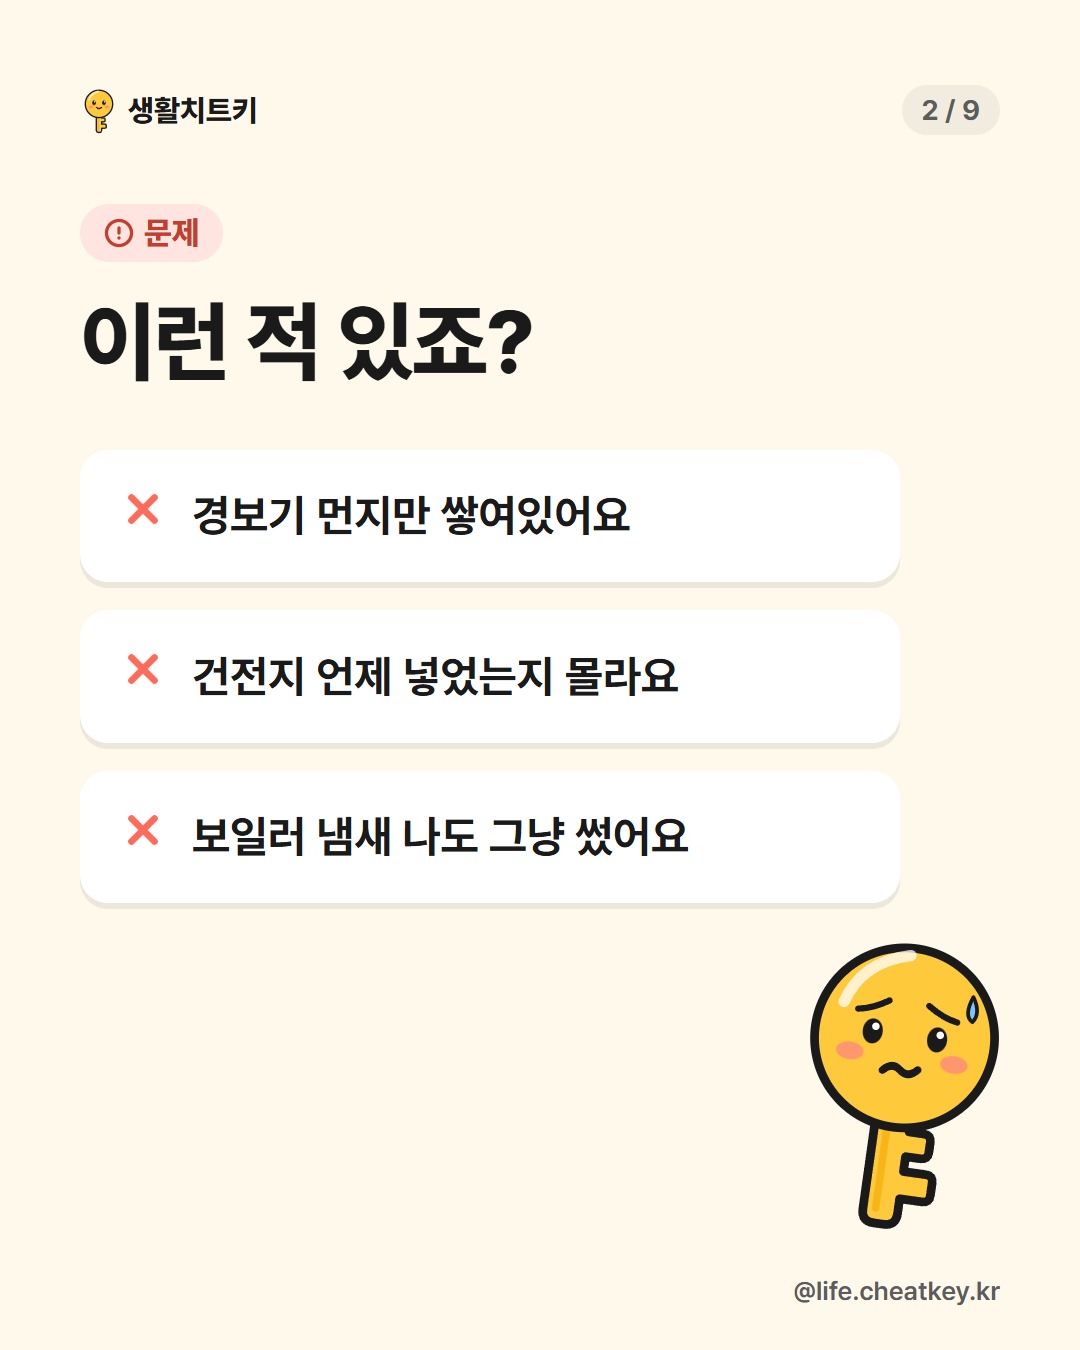 생활치트키
2 / 9
문제
이런 적 있죠?
경보기 먼지만 쌓여있어요
건전지 언제 넣었는지 몰라요
보일러 냄새 나도 그냥 썼어요
@life.cheatkey.kr